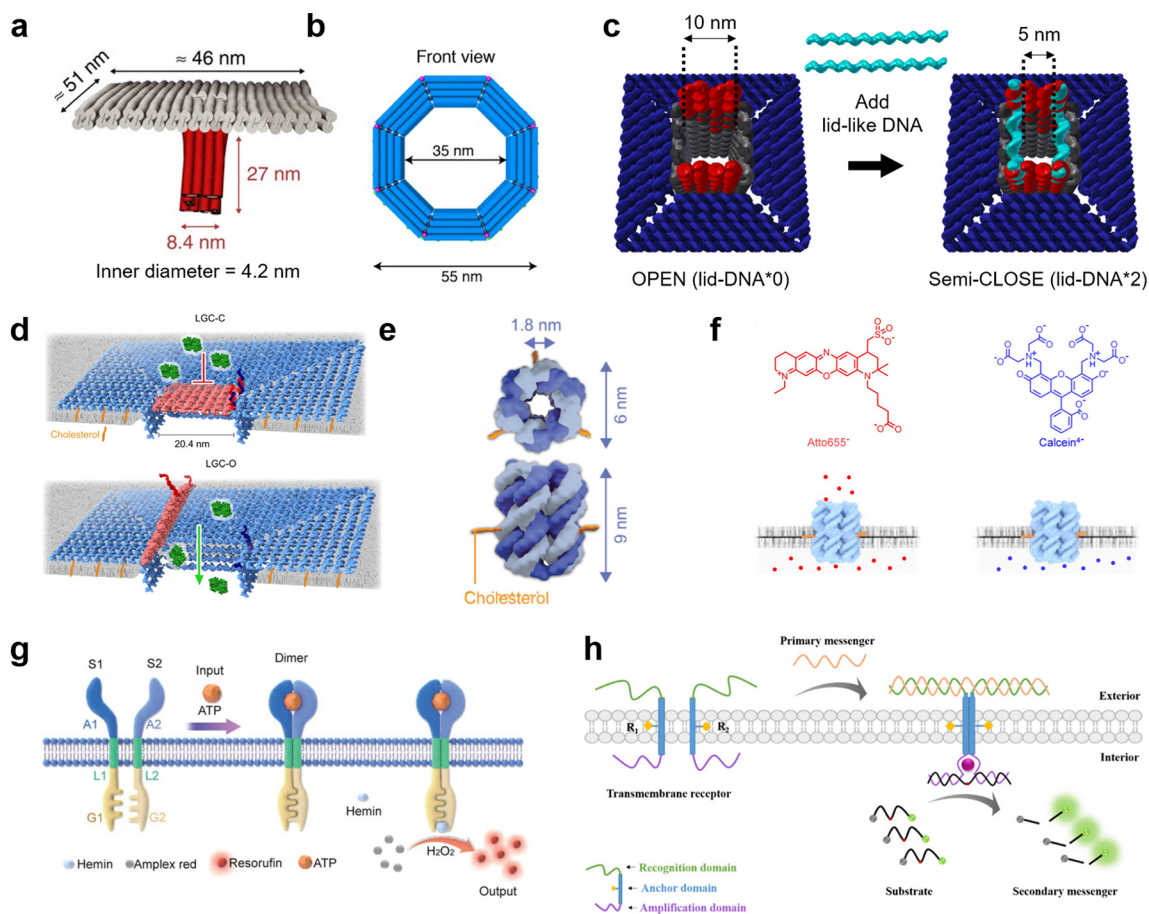 a
≈ 46 nm
≈ 51 nm
27 nm
8.4 nm
Inner diameter = 4.2 nm
b
Front view
35 nm
55 nm
c
10 nm
Add
lid-like DNA
5 nm
OPEN (lid-DNA*0)
Semi-CLOSE (lid-DNA*2)
d
LGC-C
Cholesterol
20.4 nm
LGC-O
e
1.8 nm
6 nm
9 nm
Cholesterol
f
Atto655-
Calcein4-
N
O
N
S
O
O
O-
O
O-
O-
O
O
O-
N+
H
N+
H
O
O-
O
O-
O
O
O-
CO2-
g
S1
S2
Input
ATP
Dimer
A1
A2
L1
L2
G1
G2
Hemin
H2O2
Output
Hemin
Amplex red
Resorufin
ATP
h
Primary messenger
Exterior
R1
R2
Interior
Transmembrane receptor
Recognition domain
Anchor domain
Amplification domain
Substrate
Secondary messenger